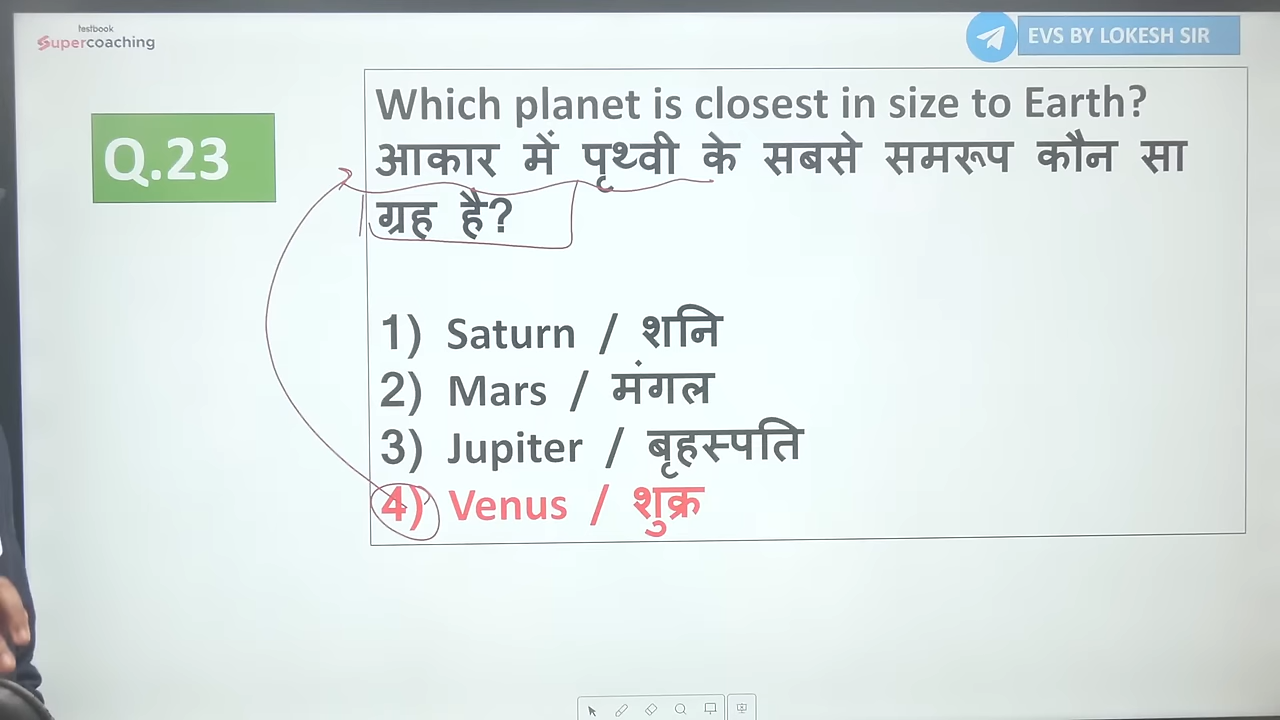 testbook
Supercoaching
EVS BY LOKESH SIR
Q.23
Which planet is closest in size to Earth?
आकार में पृथ्वी के सबसे समरूप कौन सा
ग्रह है?
1) Saturn / शनि
2) Mars / मंगल
3) Jupiter / बृहस्पति
4) Venus / शुक्र